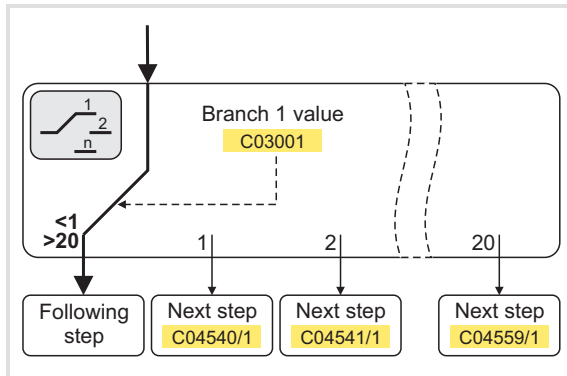 1
2
n
Branch 1 value
C03001
<1
>20
1
2
20
Following
step
Next step
C04540/1
Next step
C04541/1
Next step
C04559/1